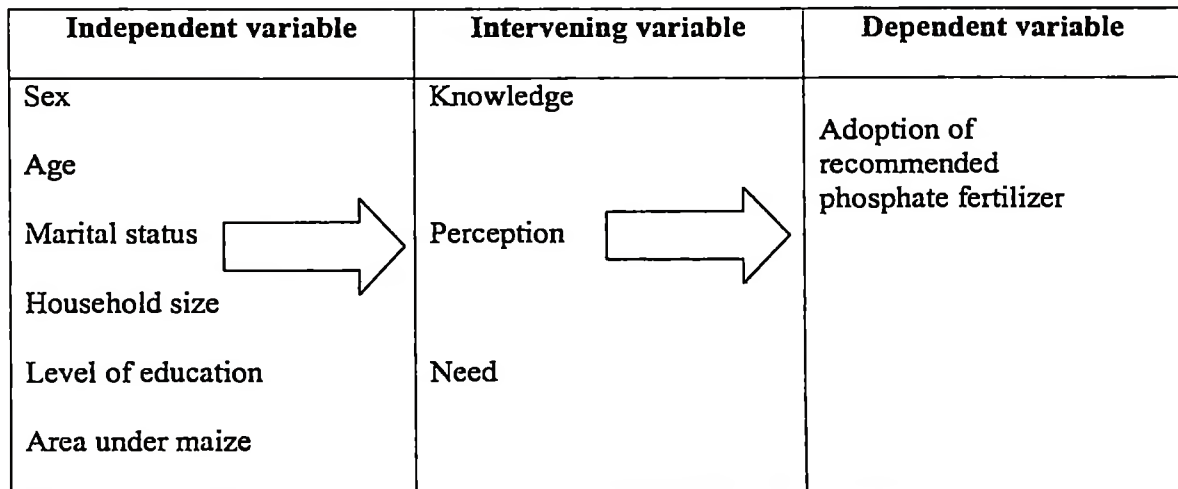 Independent variable
Intervening variable
Dependent variable
Sex
Age
Marital status
Household size
Level of education
Area under maize
Knowledge
Perception
Need
Adoption of
recommended
phosphate fertilizer